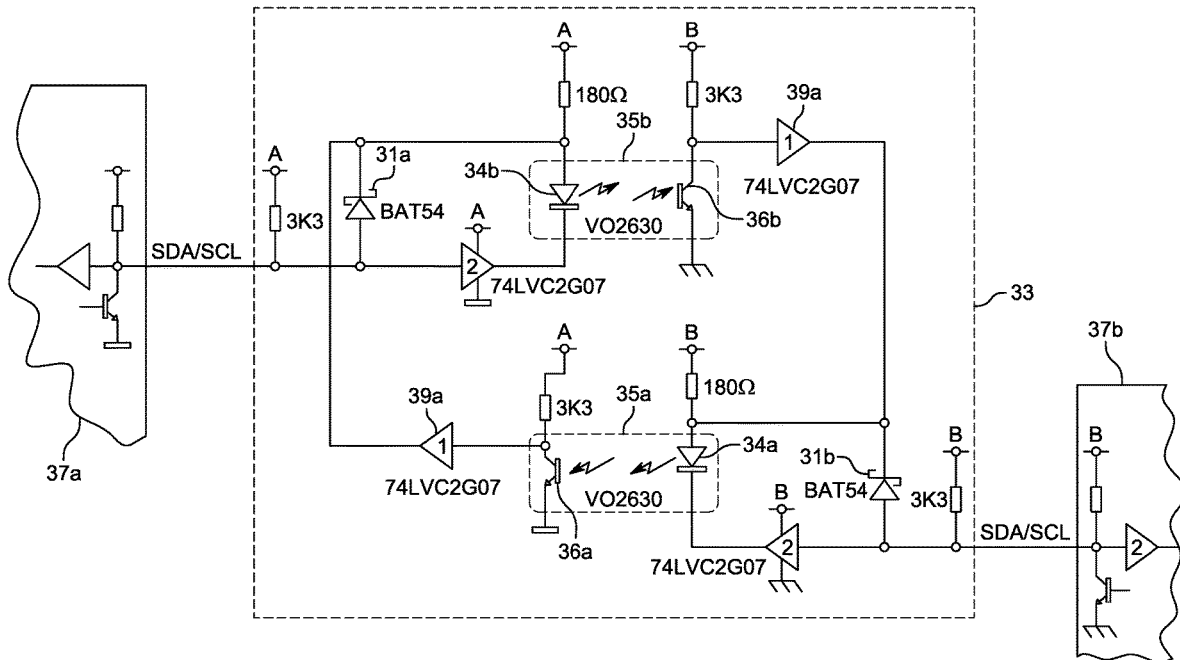 A
B
180Ω
3K3
39a
35b
1
34b
74LVC2G07
A
31a
3K3
BAT54
A
VO2630
36b
SDA/SCL
2
74LVC2G07
33
A
B
37b
180Ω
39a
3K3
35a
1
34a
B
B
31b
37a
74LVC2G07
VO2630
BAT54
3K3
B
36a
SDA/SCL
2
2
74LVC2G07